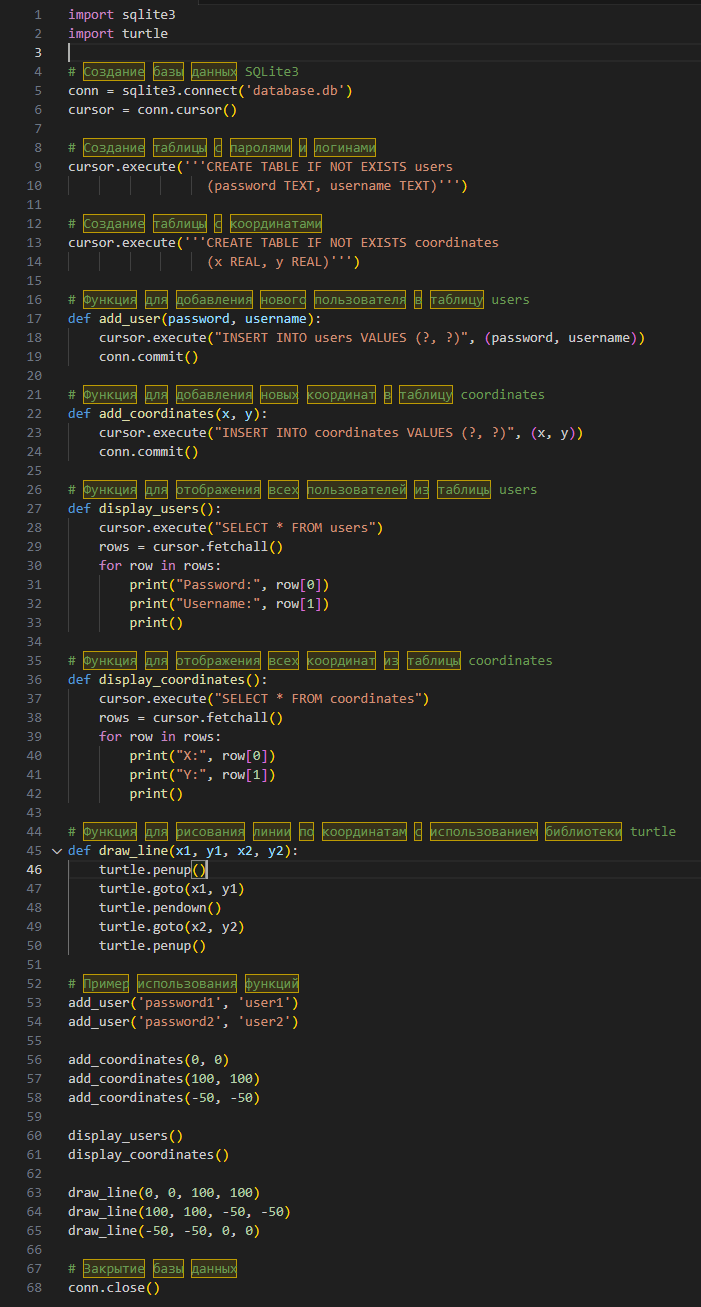 1 import sqlite3
2 import turtle
3
4 # Создание базы данных SQLite3
5 conn = sqlite3.connect('database.db')
6 cursor = conn.cursor()
7
8 # Создание таблицы с паролями и логинами
9 cursor.execute('''CREATE TABLE IF NOT EXISTS users
10 (password TEXT, username TEXT)''')
11
12 # Создание таблицы с координатами
13 cursor.execute('''CREATE TABLE IF NOT EXISTS coordinates
14 (x REAL, y REAL)''')
15
16 # Функция для добавления нового пользователя в таблицу users
17 def add_user(password, username):
18 cursor.execute("INSERT INTO users VALUES (?, ?)", (password, username))
19 conn.commit()
20
21 # Функция для добавления новых координат в таблицу coordinates
22 def add_coordinates(x, y):
23 cursor.execute("INSERT INTO coordinates VALUES (?, ?)", (x, y))
24 conn.commit()
25
26 # Функция для отображения всех пользователей из таблицы users
27 def display_users():
28 cursor.execute("SELECT * FROM users")
29 rows = cursor.fetchall()
30 for row in rows:
31 print("Password:", row[0])
32 print("Username:", row[1])
33 print()
34
35 # Функция для отображения всех координат из таблицы coordinates
36 def display_coordinates():
37 cursor.execute("SELECT * FROM coordinates")
38 rows = cursor.fetchall()
39 for row in rows:
40 print("X:", row[0])
41 print("Y:", row[1])
42 print()
43
44 # Функция для рисования линии по координатам с использованием библиотеки turtle
45 def draw_line(x1, y1, x2, y2):
46 turtle.penup()
47 turtle.goto(x1, y1)
48 turtle.pendown()
49 turtle.goto(x2, y2)
50 turtle.penup()
51
52 # Пример использования функций
53 add_user('password1', 'user1')
54 add_user('password2', 'user2')
55
56 add_coordinates(0, 0)
57 add_coordinates(100, 100)
58 add_coordinates(-50, -50)
59
60 display_users()
61 display_coordinates()
62
63 draw_line(0, 0, 100, 100)
64 draw_line(100, 100, -50, -50)
65 draw_line(-50, -50, 0, 0)
66
67 # Закрытие базы данных
68 conn.close()